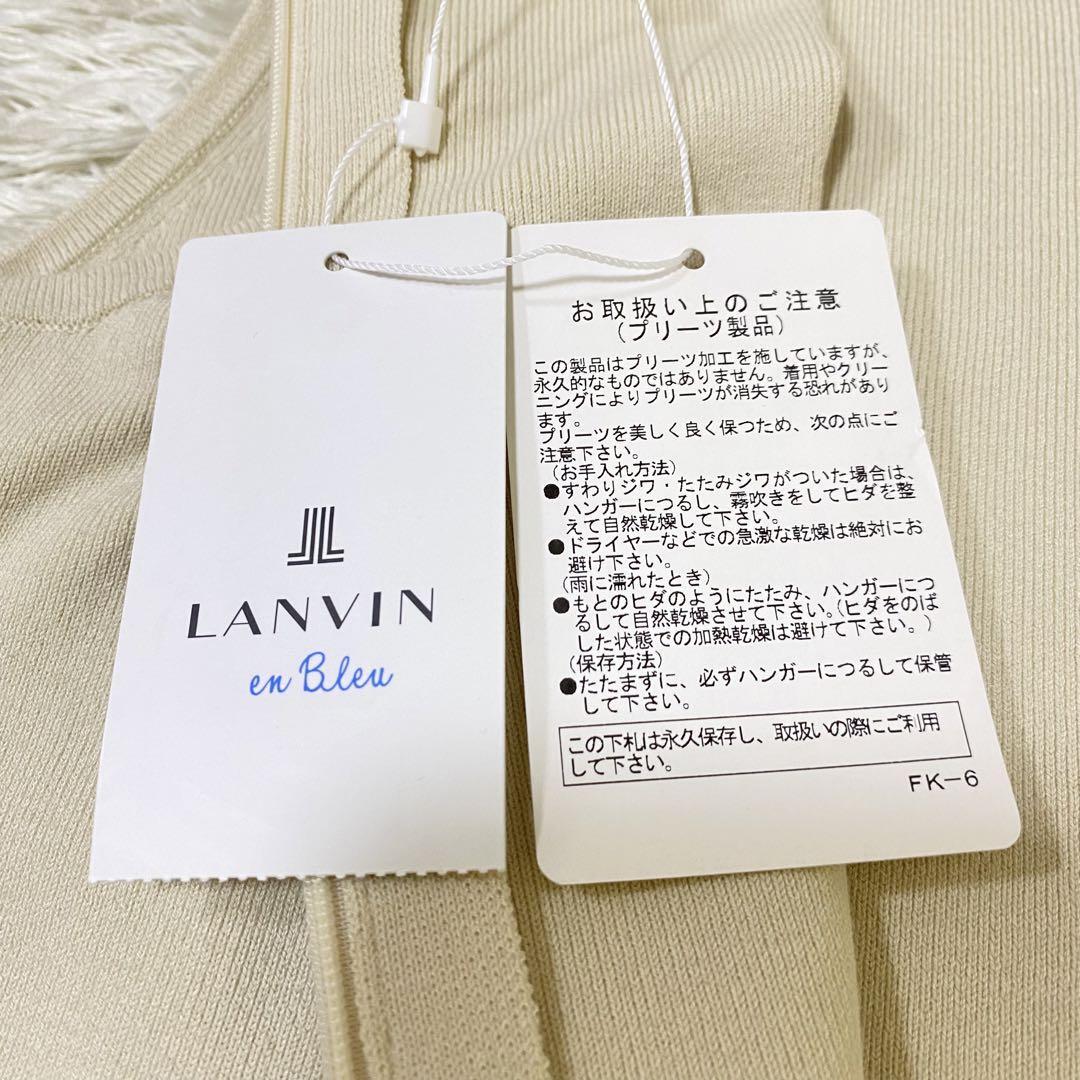 LANVIN
en Bleu
お取扱い上のご注意
(プリーツ製品)
この製品はプリーツ加工を施していますが、
永久的なものではありません。着用やクリー
ニングによりプリーツが消失する恐れがあり
ます。
プリーツを美しく良く保つため、次の点にご
注意下さい。
(お手入れ方法)
●すわりジワ・たたみジワがついた場合は、
ハンガーにつるし、霧吹きをしてヒダを整
えて自然乾燥して下さい。
●ドライヤーなどでの急激な乾燥は絶対にお
避け下さい。
(雨に濡れたとき)
●もとのヒダのようにたたみ、ハンガーにつ
るして自然乾燥させて下さい。(ヒダをのば
した状態での加熱乾燥は避けて下さい。)
(保存方法)
●たたまずに、必ずハンガーにつるして保管
して下さい。
この下札は永久保存し、取扱いの際にご利用
して下さい。
FK-6